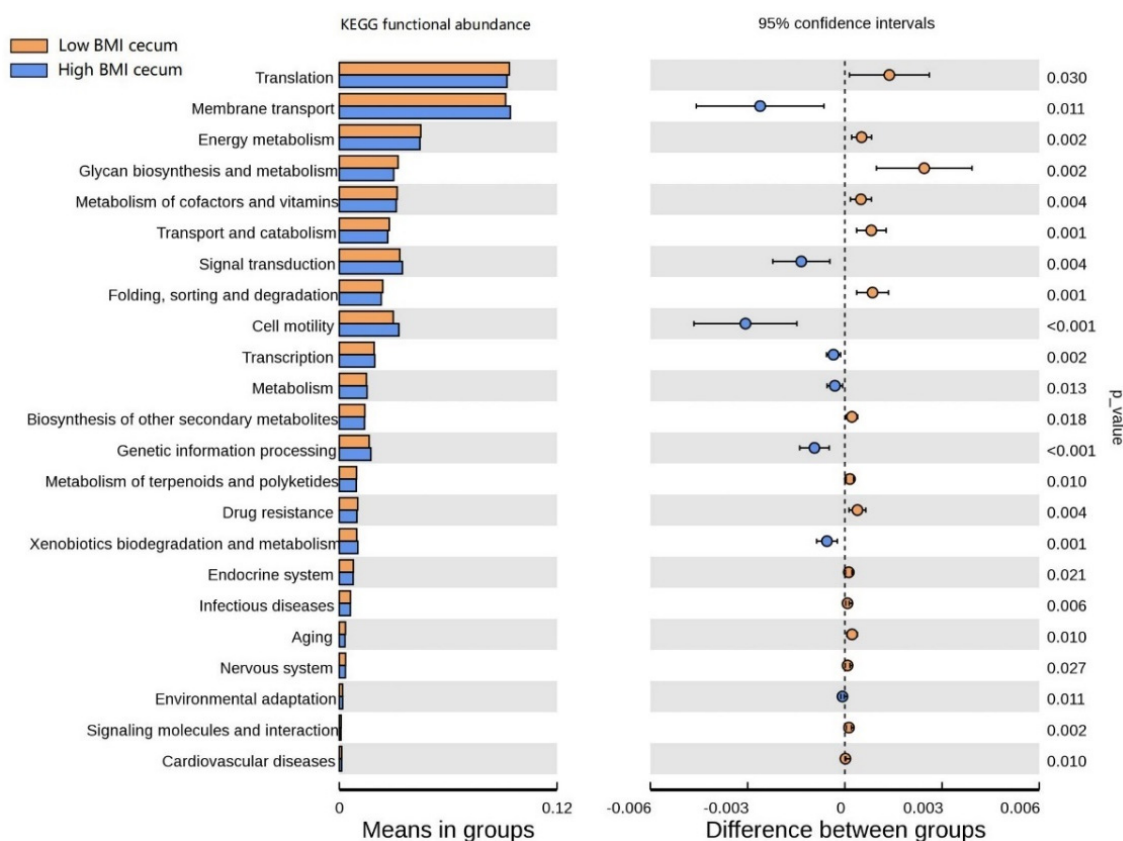 KEGG functional abundance
95% confidence intervals
Low BMI cecum
High BMI cecum
Translation 0.030
Membrane transport 0.011
Energy metabolism 0.002
Glycan biosynthesis and metabolism 0.002
Metabolism of cofactors and vitamins 0.004
Transport and catabolism 0.001
Signal transduction 0.004
Folding, sorting and degradation 0.001
Cell motility <0.001
Transcription 0.002
Metabolism 0.013
Biosynthesis of other secondary metabolites 0.018
Genetic information processing <0.001
Metabolism of terpenoids and polyketides 0.010
Drug resistance 0.004
Xenobiotics biodegradation and metabolism 0.001
Endocrine system 0.021
Infectious diseases 0.006
Aging 0.010
Nervous system 0.027
Environmental adaptation 0.011
Signaling molecules and interaction 0.002
Cardiovascular diseases 0.010
p_value
0 0.12
-0.006 -0.003 0 0.003 0.006
Means in groups
Difference between groups